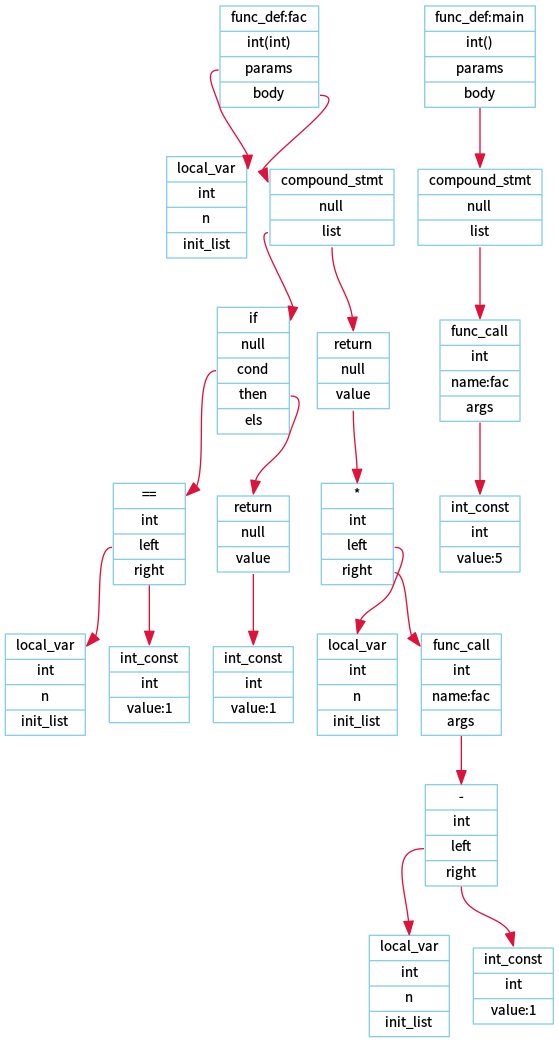 func_def:fac
int(int)
params
body
func_def:main
int()
params
body
local_var
int
n
init_list
compound_stmt
null
list
compound_stmt
null
list
if
null
cond
then
els
return
null
value
func_call
int
name:fac
args
==
int
left
right
return
null
value
*
int
left
right
int_const
int
value:5
local_var
int
n
init_list
int_const
int
value:1
int_const
int
value:1
local_var
int
n
init_list
func_call
int
name:fac
args
-
int
left
right
local_var
int
n
init_list
int_const
int
value:1